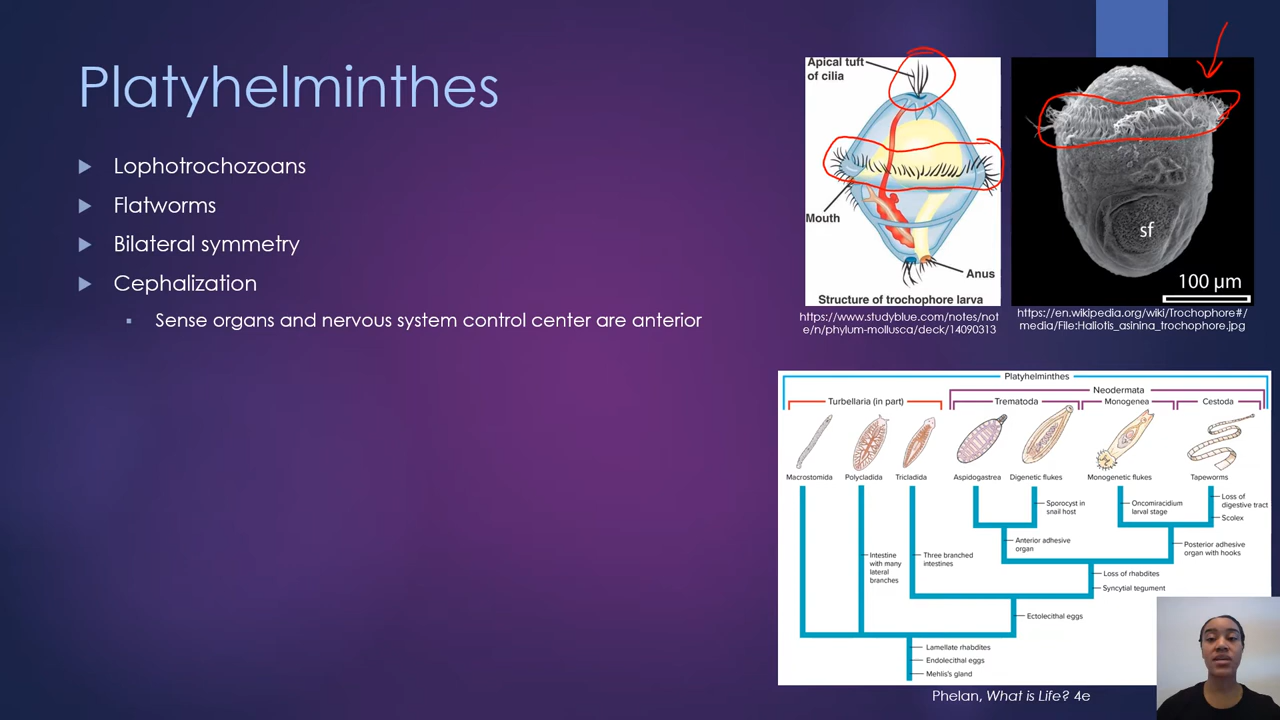 Platyhelminthes
Lophotrochozoans
Flatworms
Bilateral symmetry
Cephalization
Sense organs and nervous system control center are anterior
Apical tuft
of cilia
Mouth
Anus
Structure of trochophore larva
https://www.studyblue.com/notes/not
e/n/phylum-mollusca/deck/14090313
sf
100 µm
https://en.wikipedia.org/wiki/Trochophore#/
media/File:Haliotis_asinina_trochophore.jpg
Platyhelminthes
Neodermata
Turbellaria (in part)
Trematoda
Monogenea
Cestoda
Macrostomida
Polycladida
Tricladida
Aspidogastrea
Digenetic flukes
Monogenetic flukes
Tapeworms
Sporocyst in
snail host
Oncomiracidium
larval stage
Loss of
digestive tract
Scolex
Anterior adhesive
organ
Posterior adhesive
organ with hooks
Intestine
with many
lateral
branches
Three branched
intestines
Loss of rhabdites
Syncytial tegument
Ectolecithal eggs
Lamellate rhabdites
Endolecithal eggs
Mehlis's gland
Phelan, What is Life? 4e